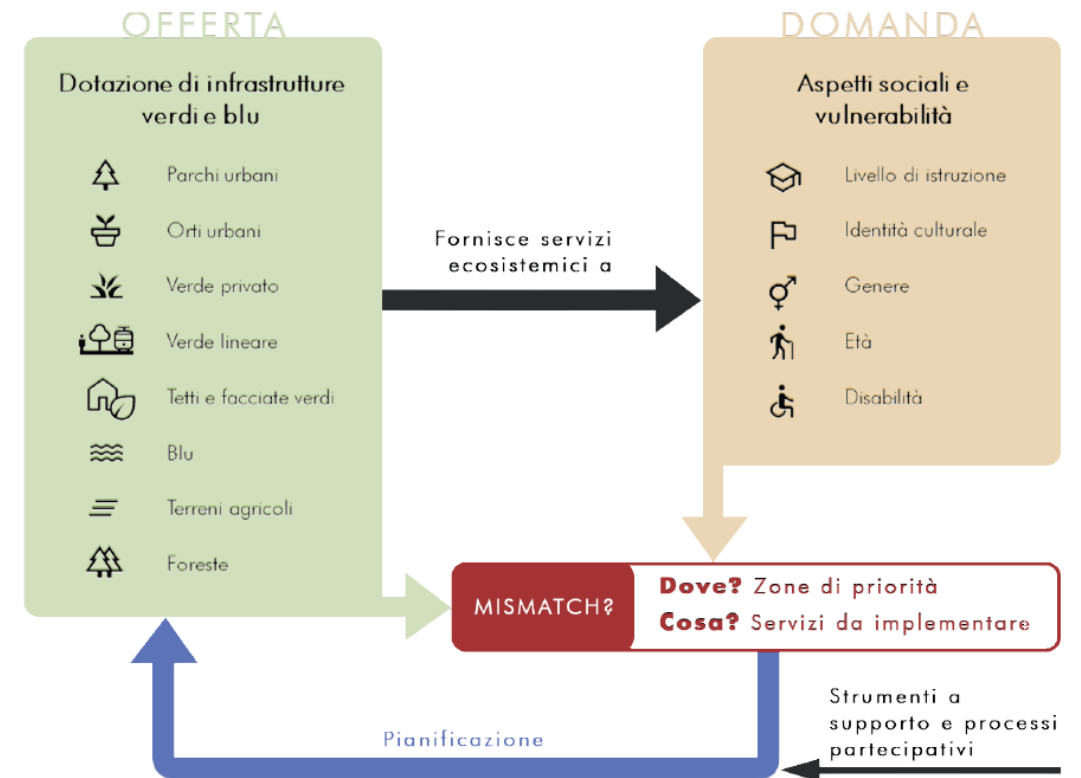 OFFERTA
Dotazione di infrastrutture
verdi e blu
Parchi urbani
Orti urbani
Verde privato
Verde lineare
Tetti e facciate verdi
Blu
Terreni agricoli
Foreste
Fornisce servizi
ecosistemici a
DOMANDA
Aspetti sociali e
vulnerabilità
Livello di istruzione
Identità culturale
Genere
Età
Disabilità
MISMATCH?
Dove? Zone di priorità
Cosa? Servizi da implementare
Pianificazione
Strumenti a
supporto e processi
partecipativi